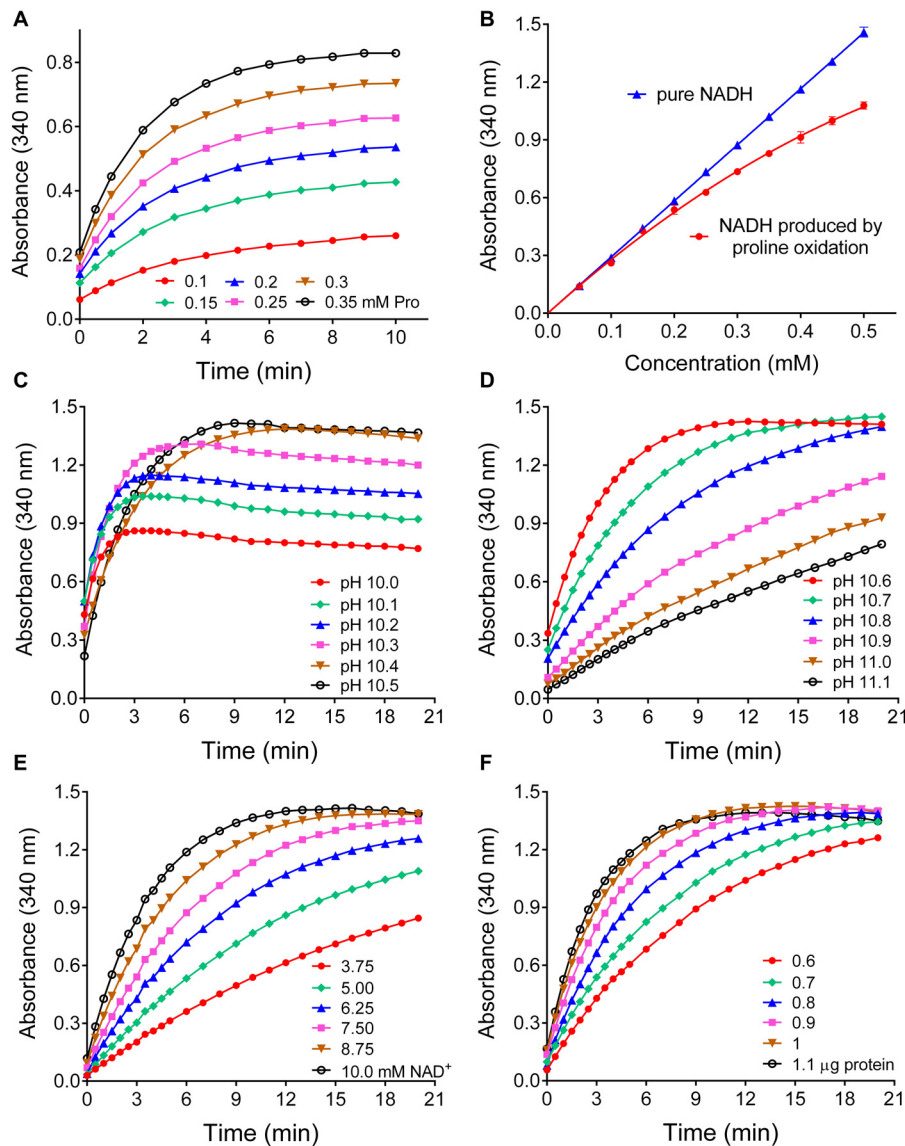 A
Absorbance (340 nm)
0.8
0.6
0.4
0.2
0.0
0.1 0.2 0.3
0.15 0.25 0.35 mM Pro
0 2 4 6 8 10
Time (min)
B
Absorbance (340 nm)
1.5
1.2
0.9
0.6
0.3
0
pure NADH
NADH produced by
proline oxidation
0.0 0.1 0.2 0.3 0.4 0.5
Concentration (mM)
C
Absorbance (340 nm)
1.5
1.2
0.9
0.6
0.3
0.0
pH 10.0
pH 10.1
pH 10.2
pH 10.3
pH 10.4
pH 10.5
0 3 6 9 12 15 18 21
Time (min)
D
Absorbance (340 nm)
1.5
1.2
0.9
0.6
0.3
0.0
pH 10.6
pH 10.7
pH 10.8
pH 10.9
pH 11.0
pH 11.1
0 3 6 9 12 15 18 21
Time (min)
E
Absorbance (340 nm)
1.5
1.2
0.9
0.6
0.3
0.0
3.75
5.00
6.25
7.50
8.75
10.0 mM NAD⁺
0 3 6 9 12 15 18 21
Time (min)
F
Absorbance (340 nm)
1.5
1.2
0.9
0.6
0.3
0.0
0.6
0.7
0.8
0.9
1
1.1 µg protein
0 3 6 9 12 15 18 21
Time (min)